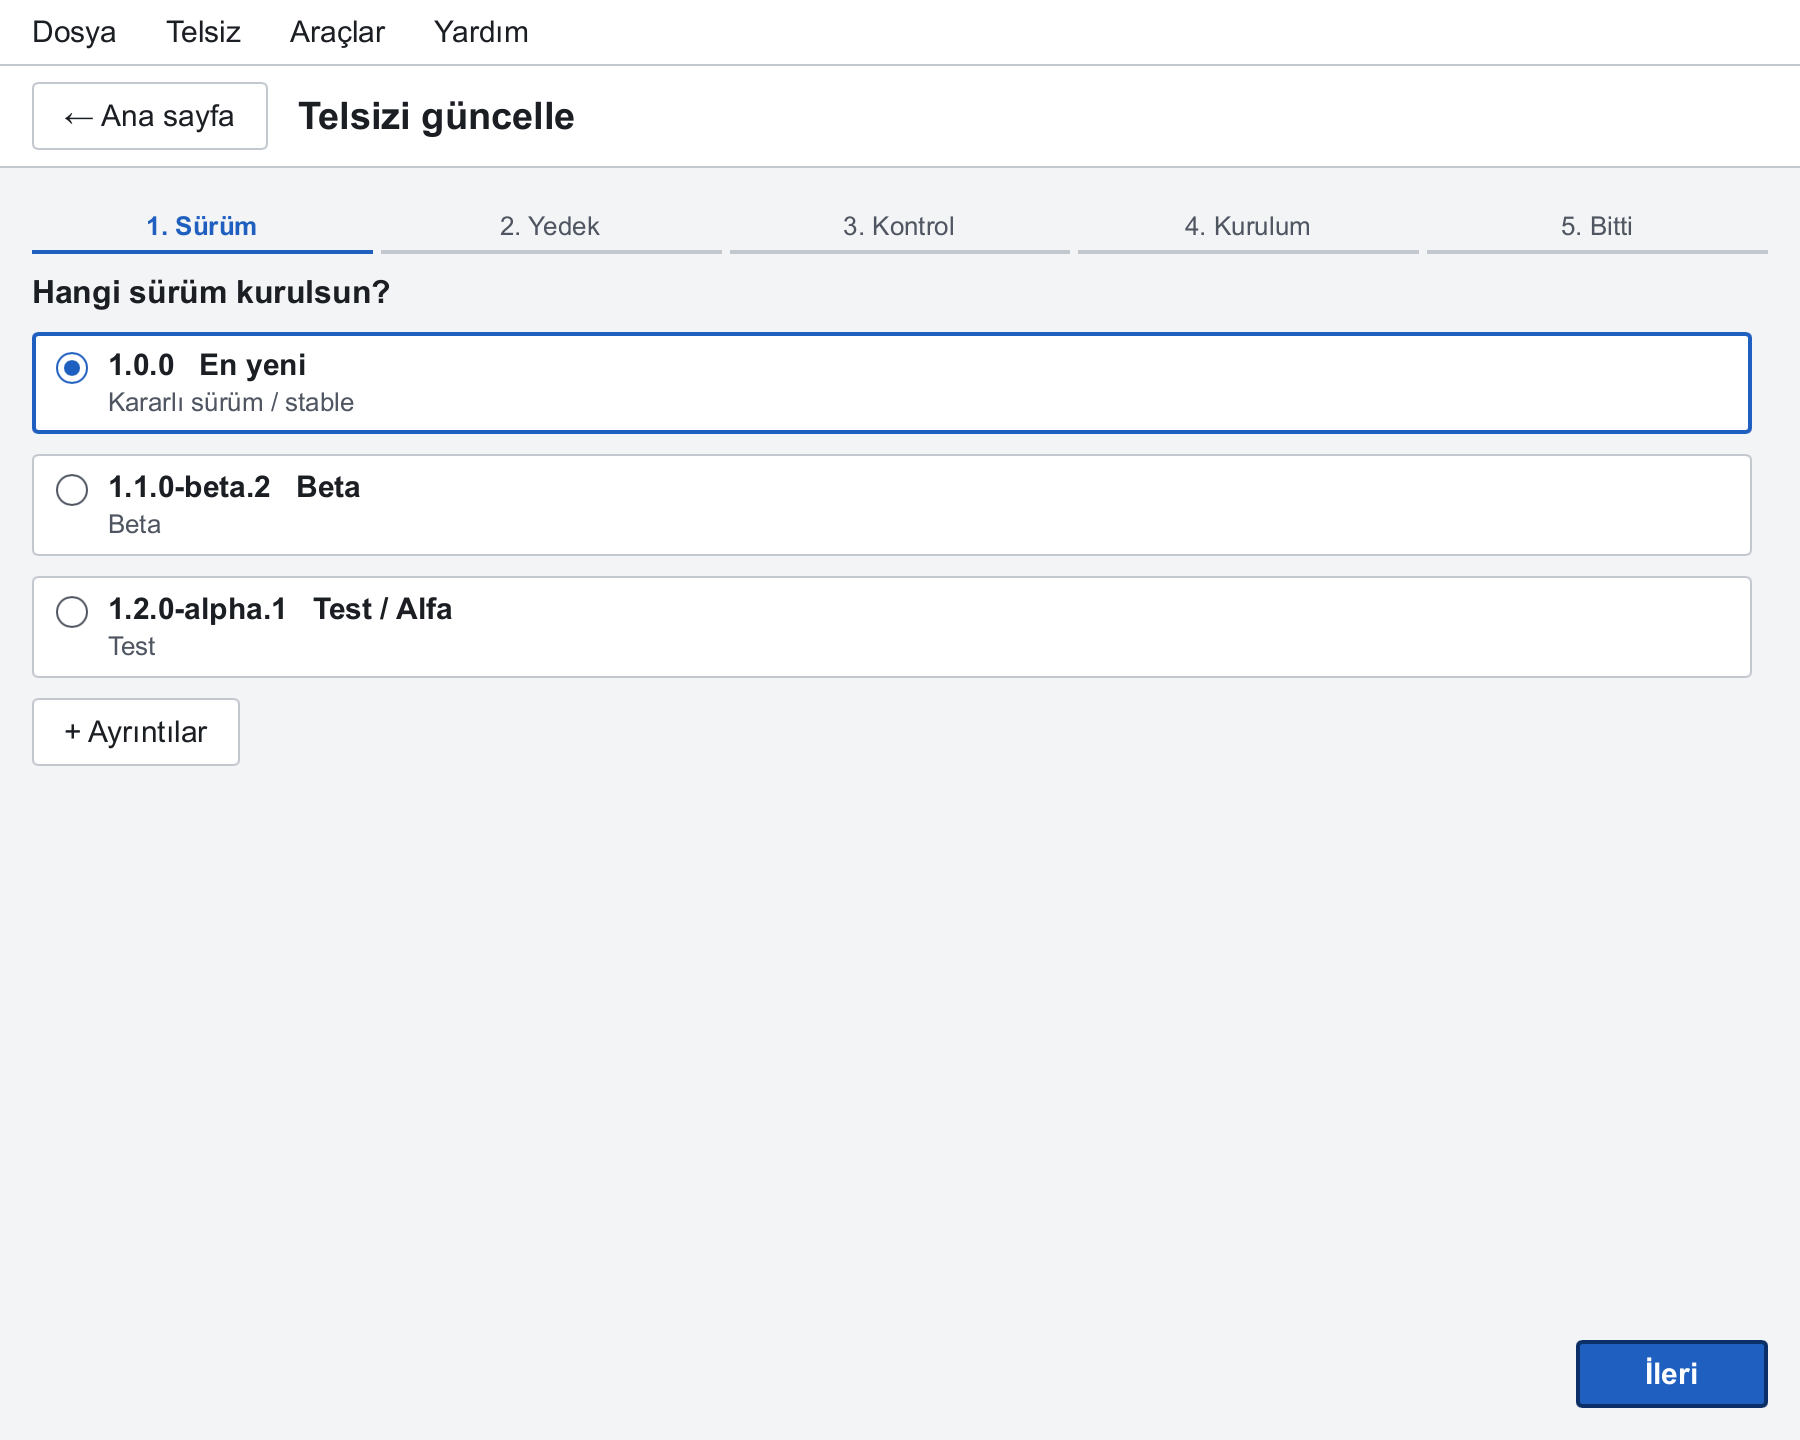 Dosya Telsiz Araçlar Yardım
← Ana sayfa Telsizi güncelle
1. Sürüm 2. Yedek 3. Kontrol 4. Kurulum 5. Bitti
Hangi sürüm kurulsun?
1.0.0 En yeni
Kararlı sürüm / stable
1.1.0-beta.2 Beta
Beta
1.2.0-alpha.1 Test / Alfa
Test
+ Ayrıntılar
İleri